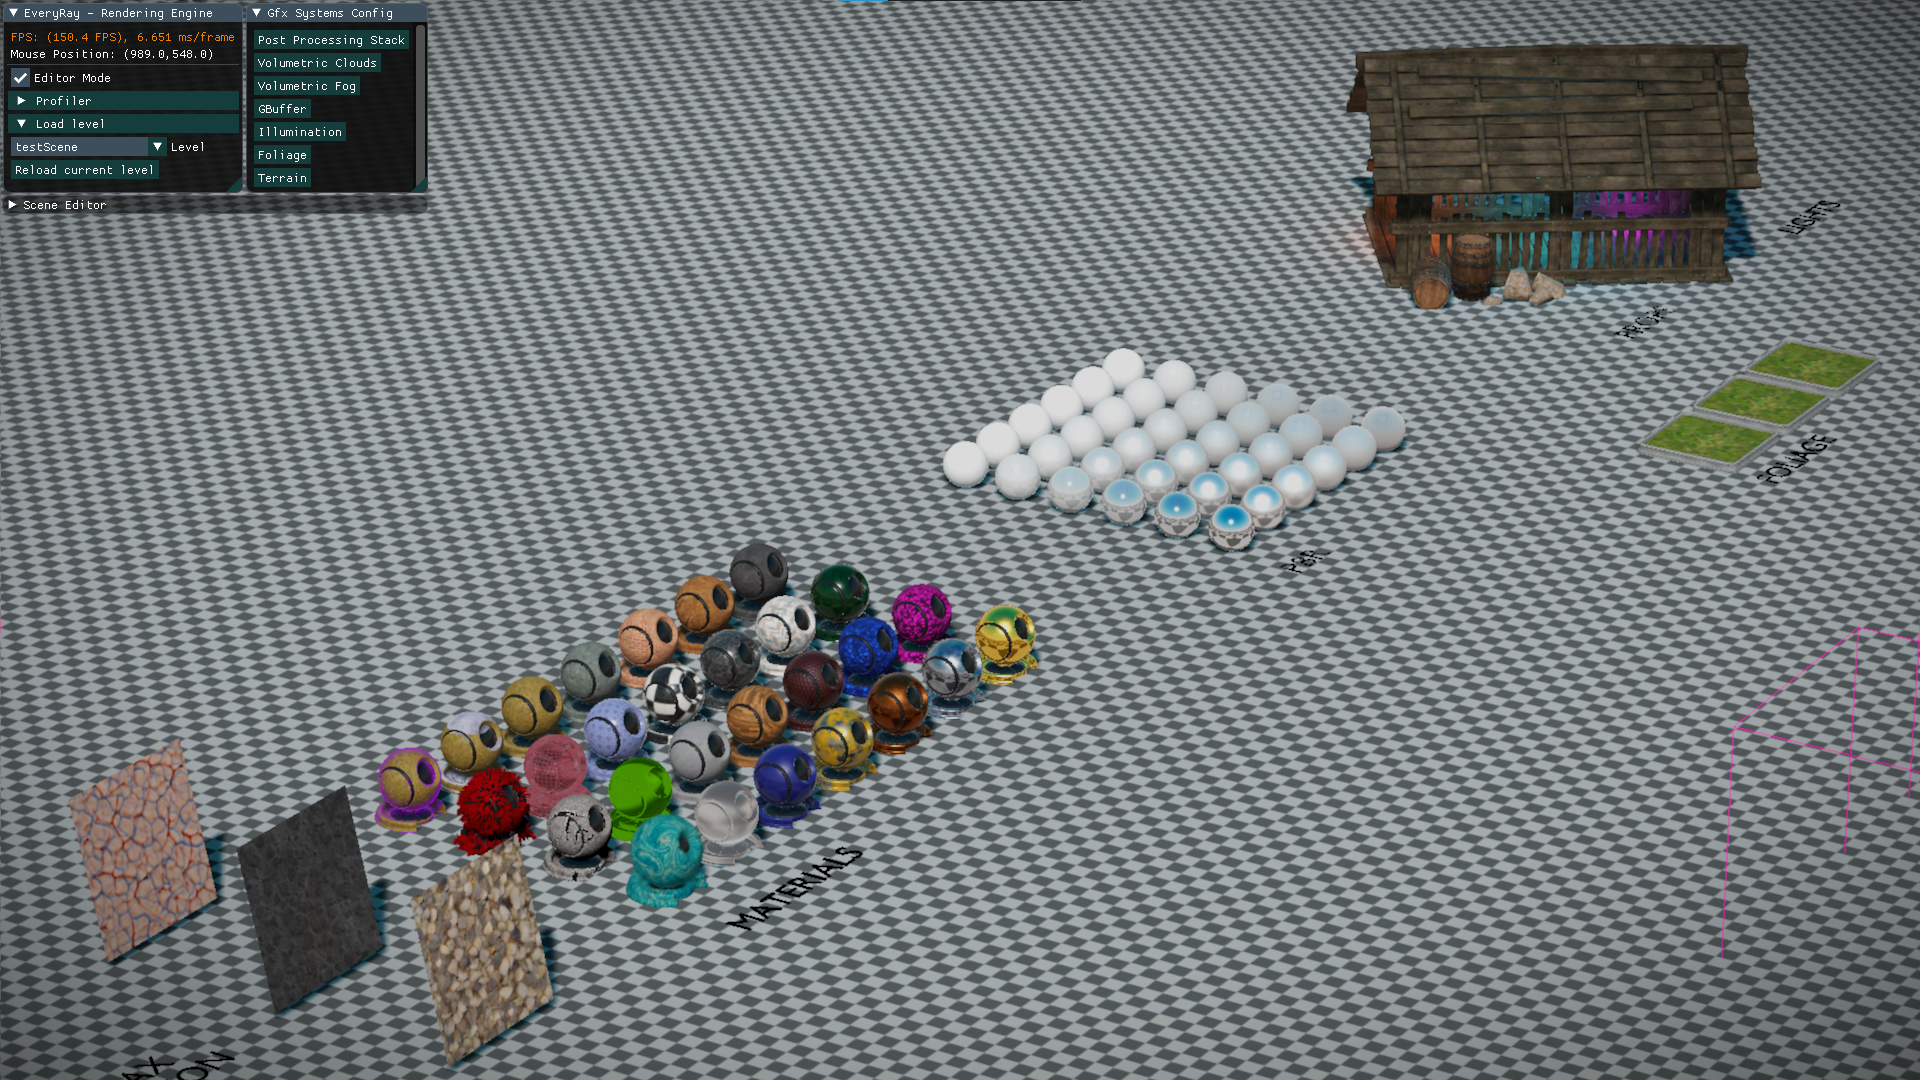 EveryRay - Rendering Engine
FPS: (150.4 FPS), 6.651 ms/frame
Mouse Position: (989.0,548.0)
Editor Mode
Profiler
Load level
testScene Level
Reload current level
Gfx Systems Config
Post Processing Stack
Volumetric Clouds
Volumetric Fog
GBuffer
Illumination
Foliage
Terrain
Scene Editor
LIGHTS
FOLIAGE
PBR
MATERIALS
AX
ON